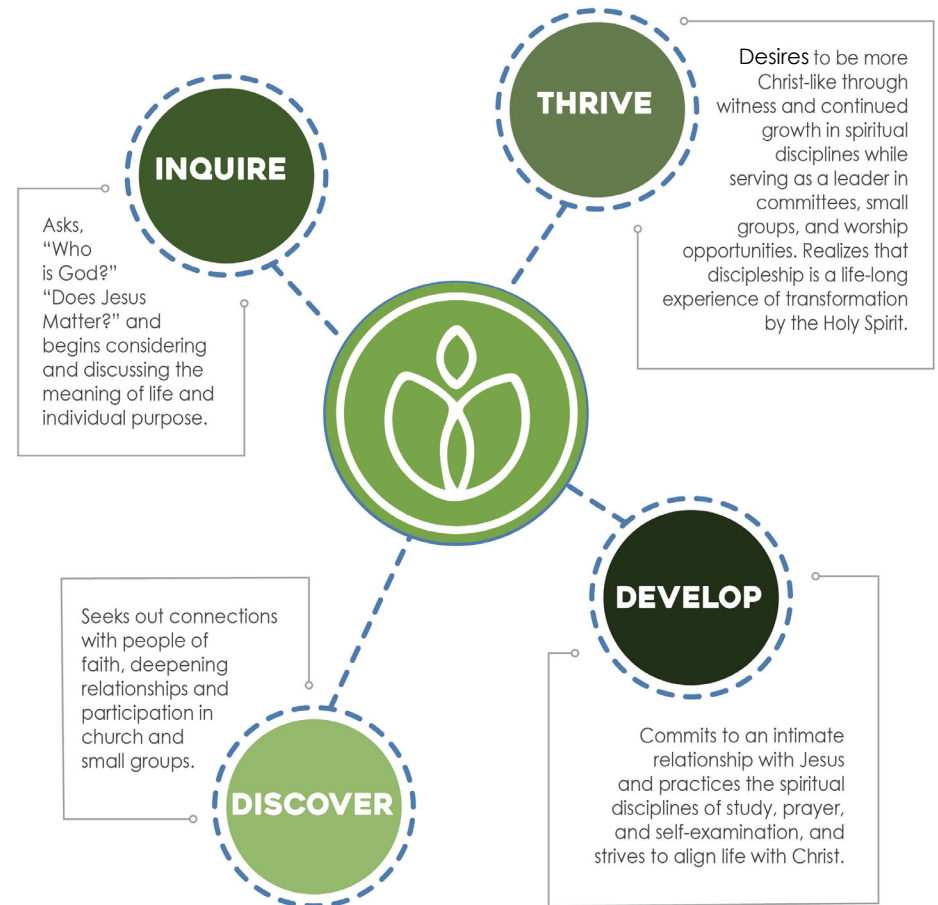 INQUIRE
Asks,
“Who
is God?”
“Does Jesus
Matter?” and
begins considering
and discussing the
meaning of life and
individual purpose.
THRIVE
Desires to be more
Christ-like through
witness and continued
growth in spiritual
disciplines while
serving as a leader in
committees, small
groups, and worship
opportunities. Realizes that
discipleship is a life-long
experience of transformation
by the Holy Spirit.
Seeks out connections
with people of
faith, deepening
relationships and
participation in
church and
small groups.
DISCOVER
DEVELOP
Commits to an intimate
relationship with Jesus
and practices the spiritual
disciplines of study, prayer,
and self-examination, and
strives to align life with Christ.